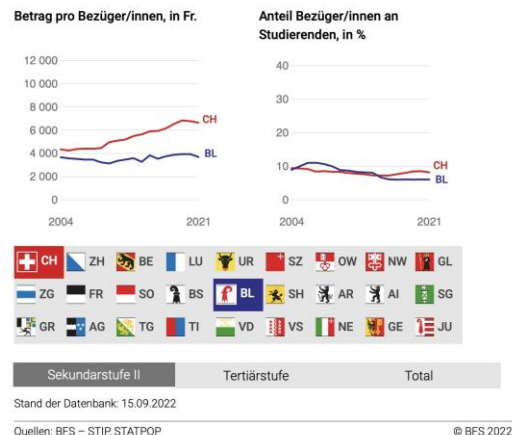 Betrag pro Bezüger/innen, in Fr.
12 000
10 000
8 000
6 000
4 000
2 000
0
CH
BL
2004
2021
Anteil Bezüger/innen an
Studierenden, in %
40
30
20
10
0
CH
BL
2004
2021
CH ZH BE LU UR SZ OW NW GL
ZG FR SO BS BL SH AR AI SG
GR AG TG TI VD VS NE GE JU
Sekundarstufe II Tertiärstufe Total
Stand der Datenbank: 15.09.2022
Quellen: BFS – STIP, STATPOP © BFS 2022